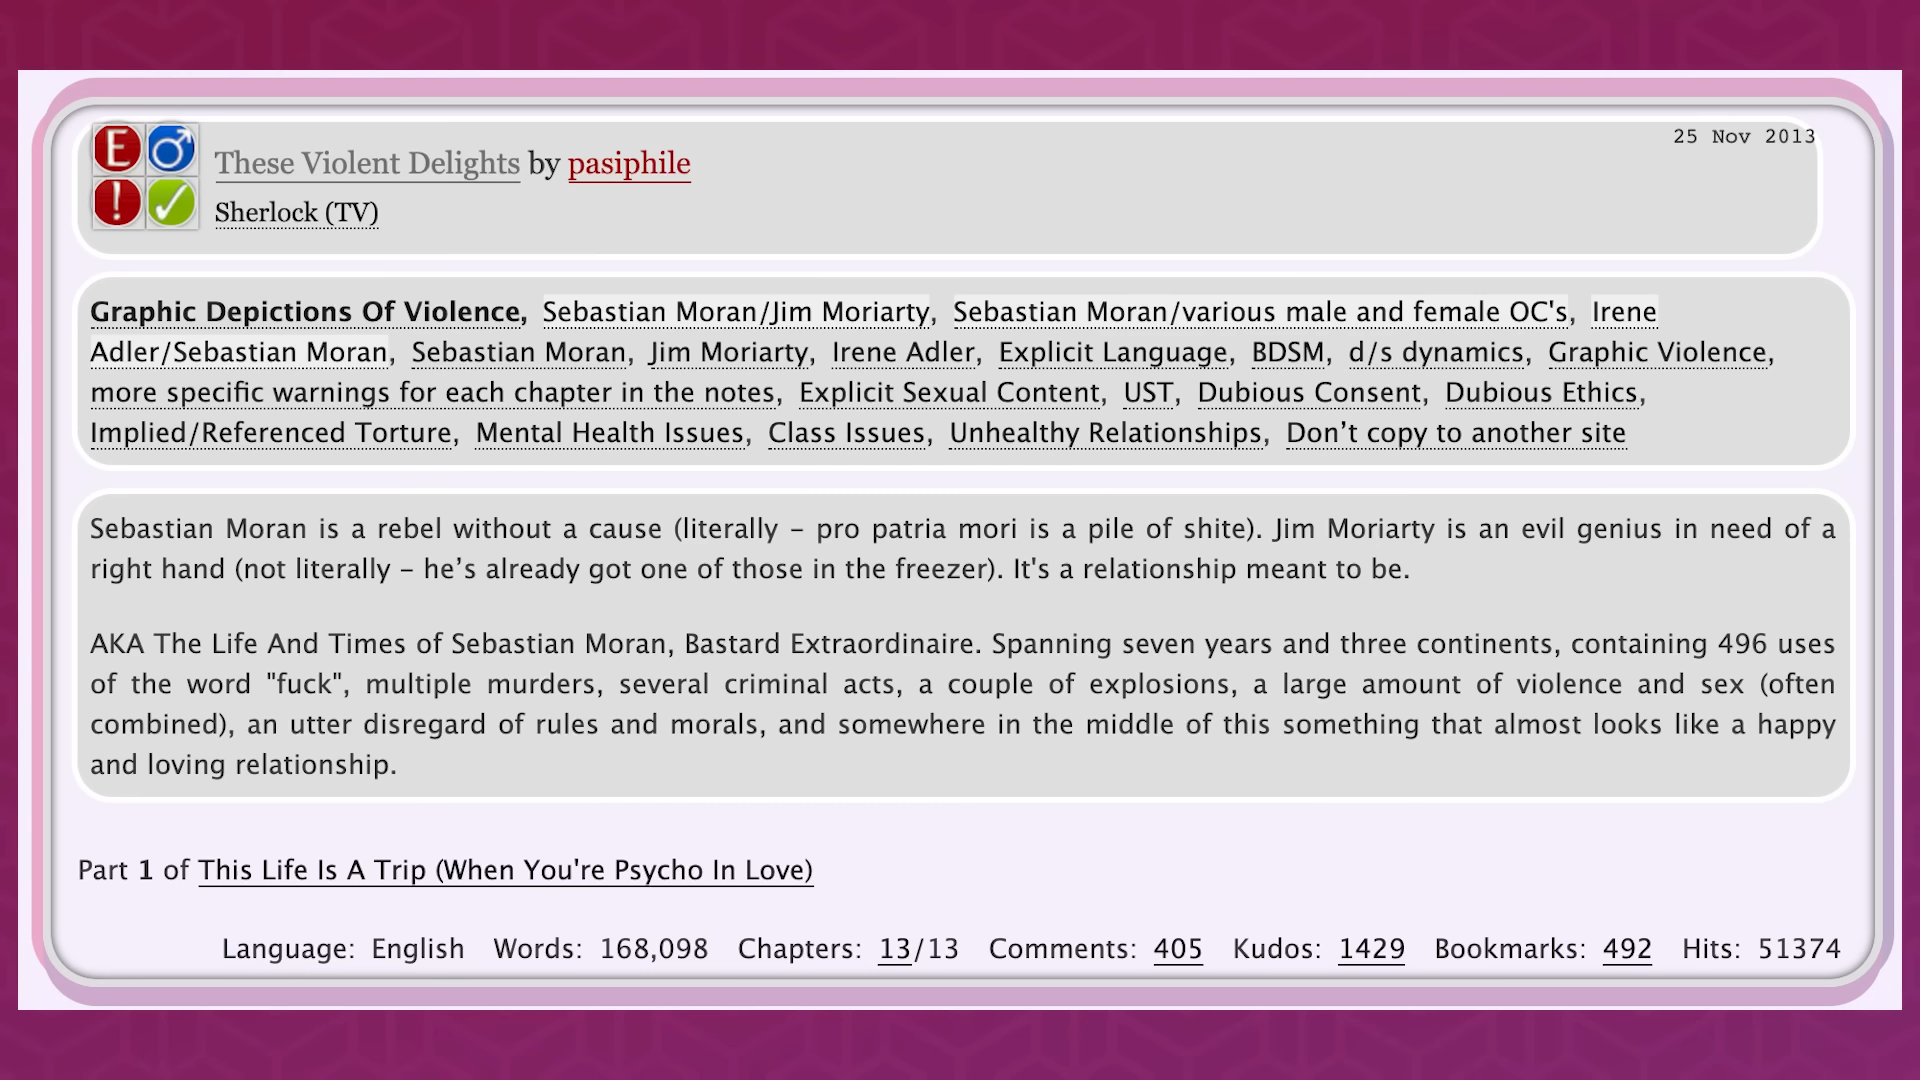 25 Nov 2013
E
!
These Violent Delights by pasiphile
Sherlock (TV)
Graphic Depictions Of Violence, Sebastian Moran/Jim Moriarty, Sebastian Moran/various male and female OC's, Irene
Adler/Sebastian Moran, Sebastian Moran, Jim Moriarty, Irene Adler, Explicit Language, BDSM, d/s dynamics, Graphic Violence,
more specific warnings for each chapter in the notes, Explicit Sexual Content, UST, Dubious Consent, Dubious Ethics,
Implied/Referenced Torture, Mental Health Issues, Class Issues, Unhealthy Relationships, Don’t copy to another site
Sebastian Moran is a rebel without a cause (literally – pro patria mori is a pile of shite). Jim Moriarty is an evil genius in need of a
right hand (not literally – he’s already got one of those in the freezer). It's a relationship meant to be.
AKA The Life And Times of Sebastian Moran, Bastard Extraordinaire. Spanning seven years and three continents, containing 496 uses
of the word "fuck", multiple murders, several criminal acts, a couple of explosions, a large amount of violence and sex (often
combined), an utter disregard of rules and morals, and somewhere in the middle of this something that almost looks like a happy
and loving relationship.
Part 1 of This Life Is A Trip (When You're Psycho In Love)
Language: English Words: 168,098 Chapters: 13/13 Comments: 405 Kudos: 1429 Bookmarks: 492 Hits: 51374